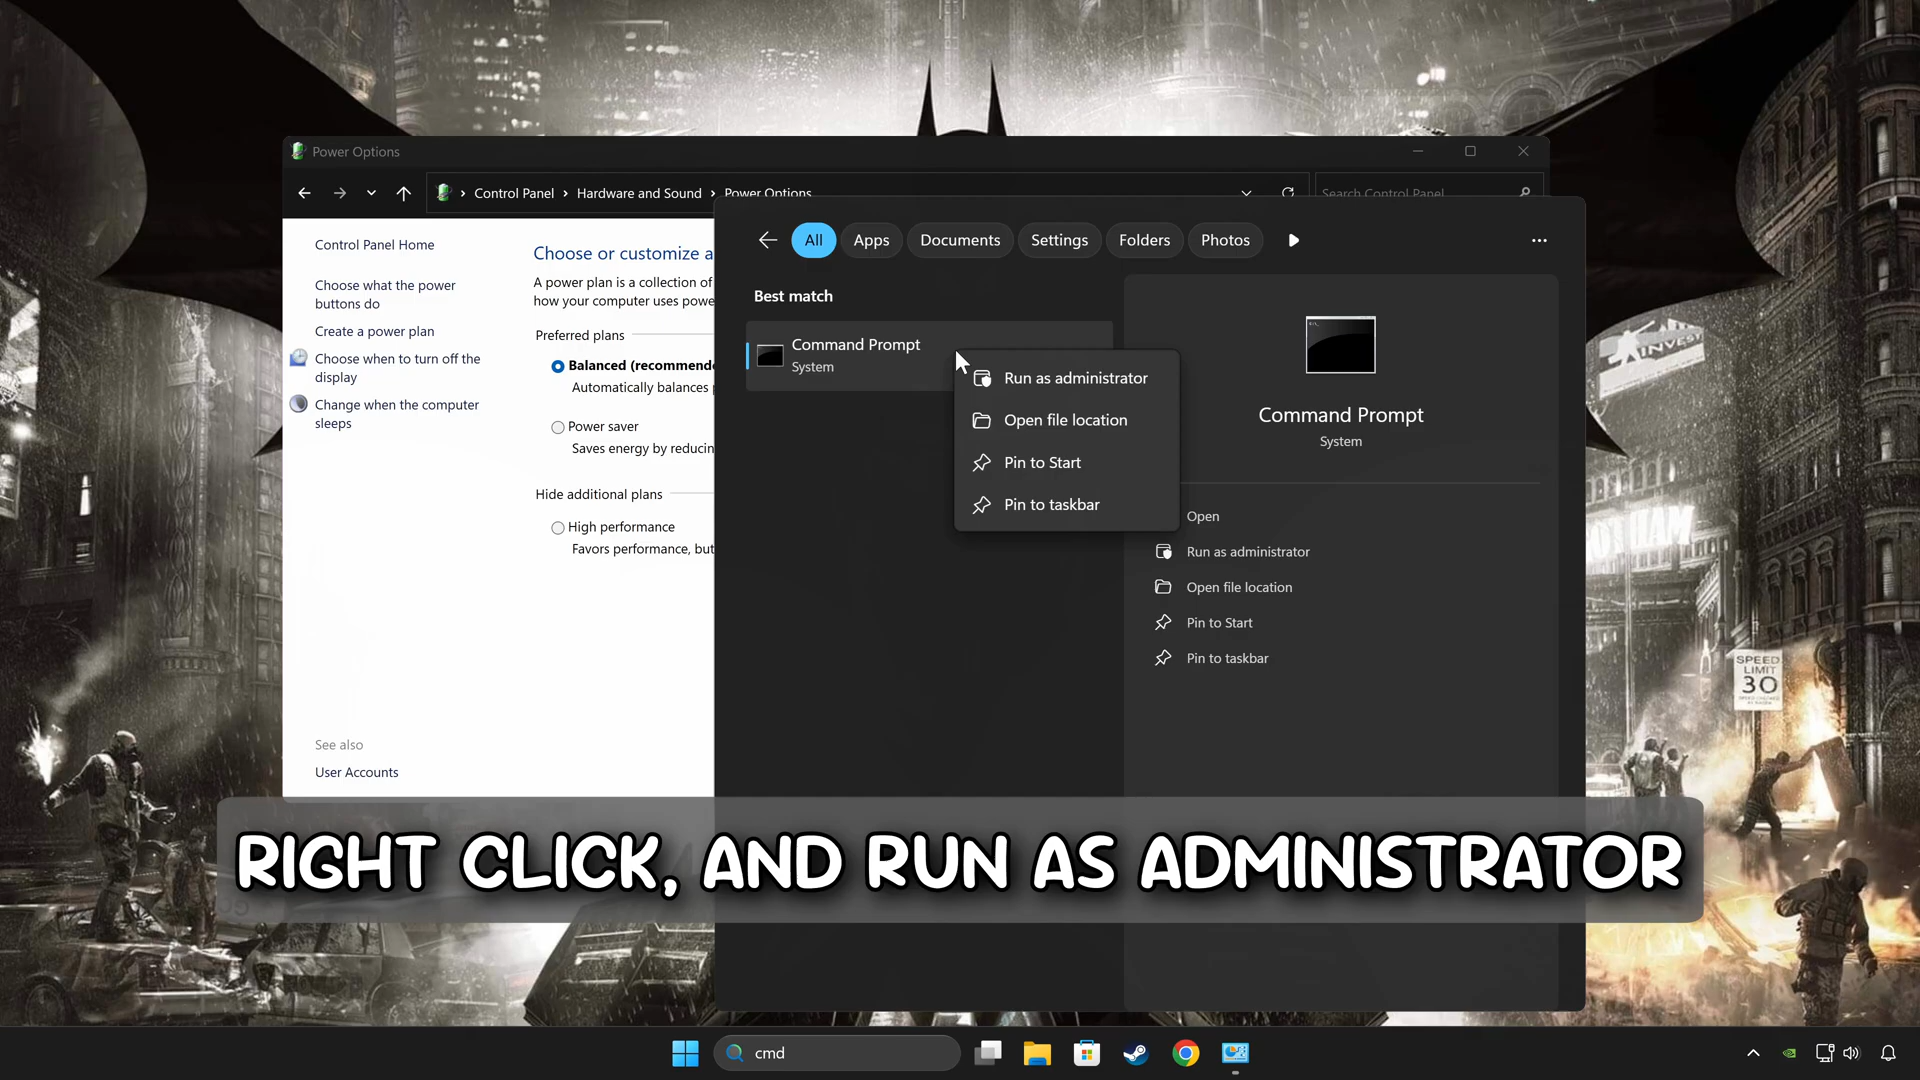 Power Options
Control Panel
Hardware and Sound
Power Options
Search Control Panel
Control Panel Home
Choose what the power
buttons do
Create a power plan
Choose when to turn off the
display
Change when the computer
sleeps
See also
User Accounts
Choose or customize a
A power plan is a collection of
how your computer uses powe
Preferred plans
Balanced (recommende
Automatically balances
Power saver
Saves energy by reducin
Hide additional plans
High performance
Favors performance, but
All
Apps
Documents
Settings
Folders
Photos
Best match
Command Prompt
System
Run as administrator
Open file location
Pin to Start
Pin to taskbar
Command Prompt
System
Open
Run as administrator
Open file location
Pin to Start
Pin to taskbar
INVEST
GOTHAM
SPEED
LIMIT
30
RIGHT CLICK, AND RUN AS ADMINISTRATOR
cmd